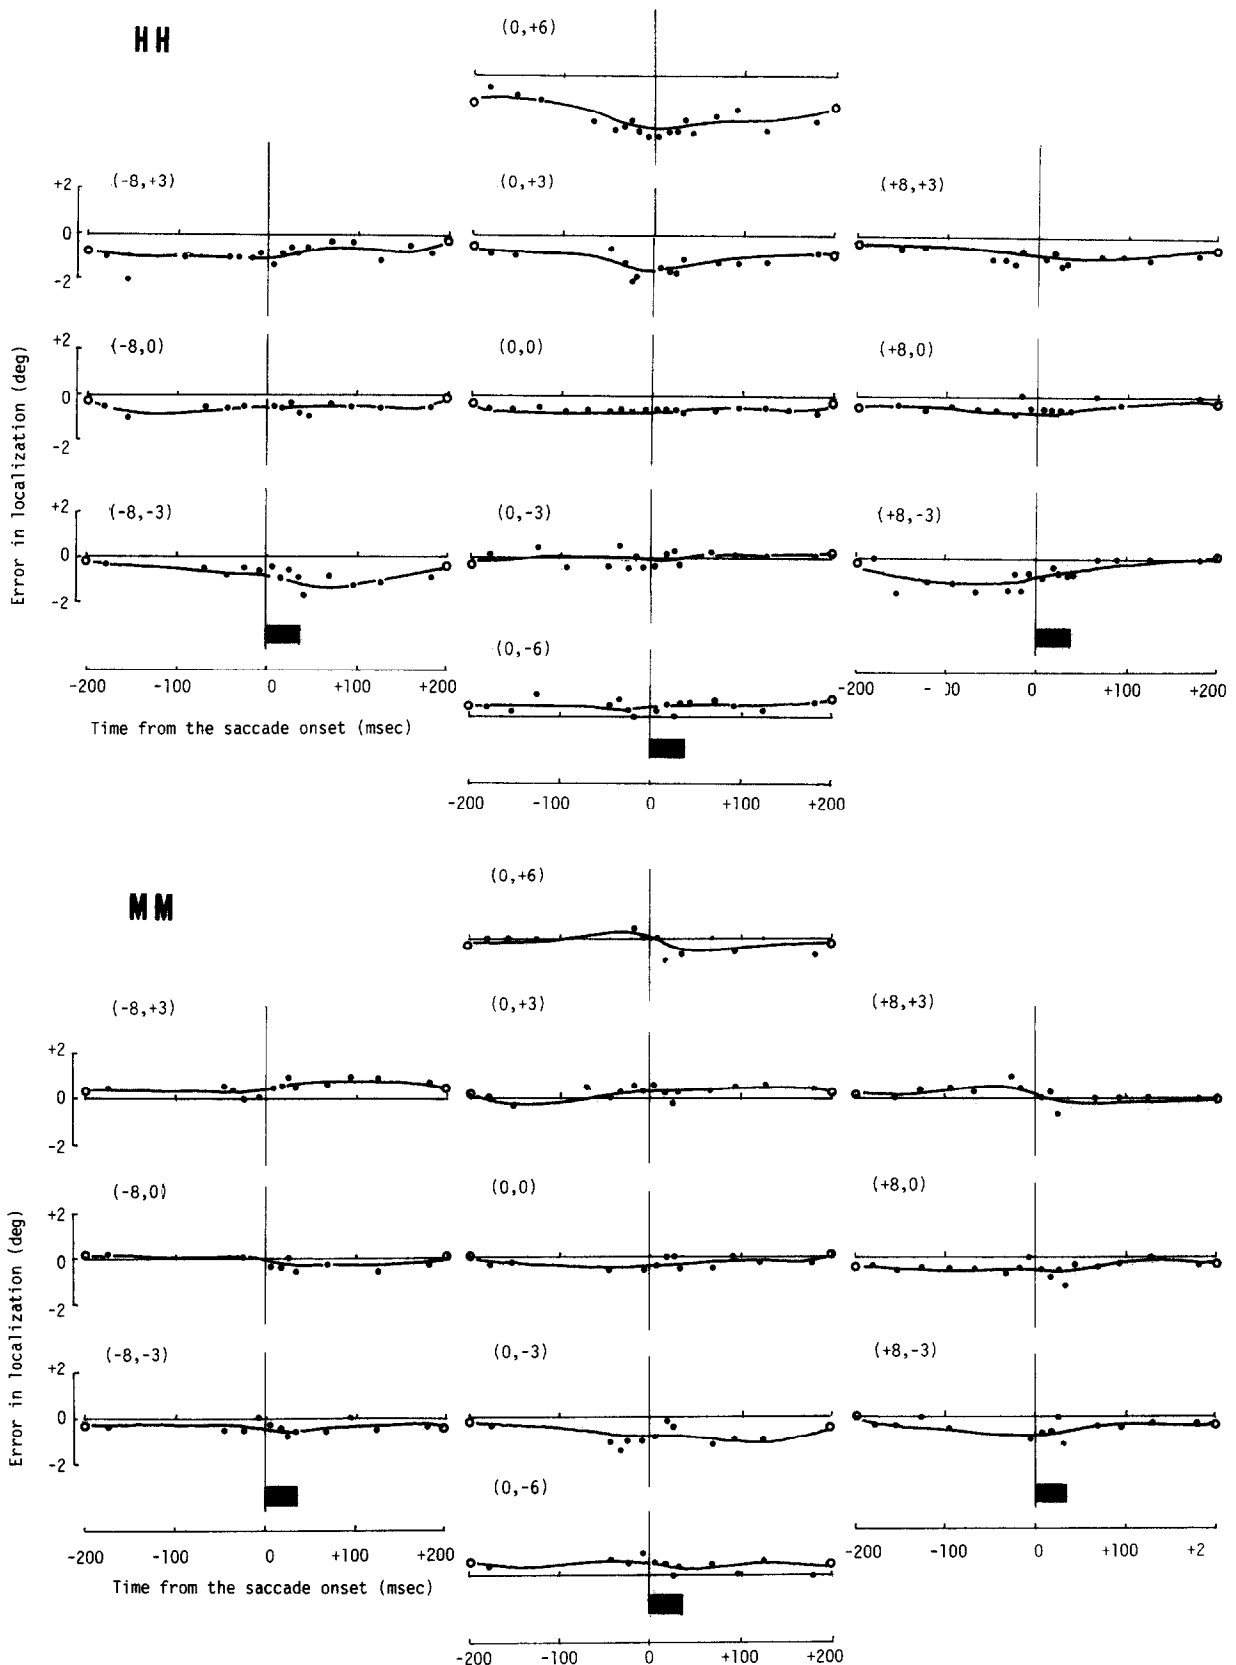 HH
(0,+6)
+2 (-8,+3) (0,+3) (+8,+3)
0
-2
+2 (-8,0) (0,0) (+8,0)
0
-2
Error in localization (deg)
+2 (-8,-3) (0,-3) (+8,-3)
0
-2
(0,-6)
-200 -100 0 +100 +200 -200 0 +100 +200
Time from the saccade onset (msec)
-200 -100 0 +100 +200
MM
(0,+6)
(-8,+3) (0,+3) (+8,+3)
+2
0
-2
(-8,0) (0,0) (+8,0)
+2
0
-2
Error in localization (deg)
(-8,-3) (0,-3) (+8,-3)
+2
0
-2
(0,-6)
-200 -100 0 +100 +200 -200 -100 0 +100 +2
Time from the saccade onset (msec)
-200 -100 0 +100 +200